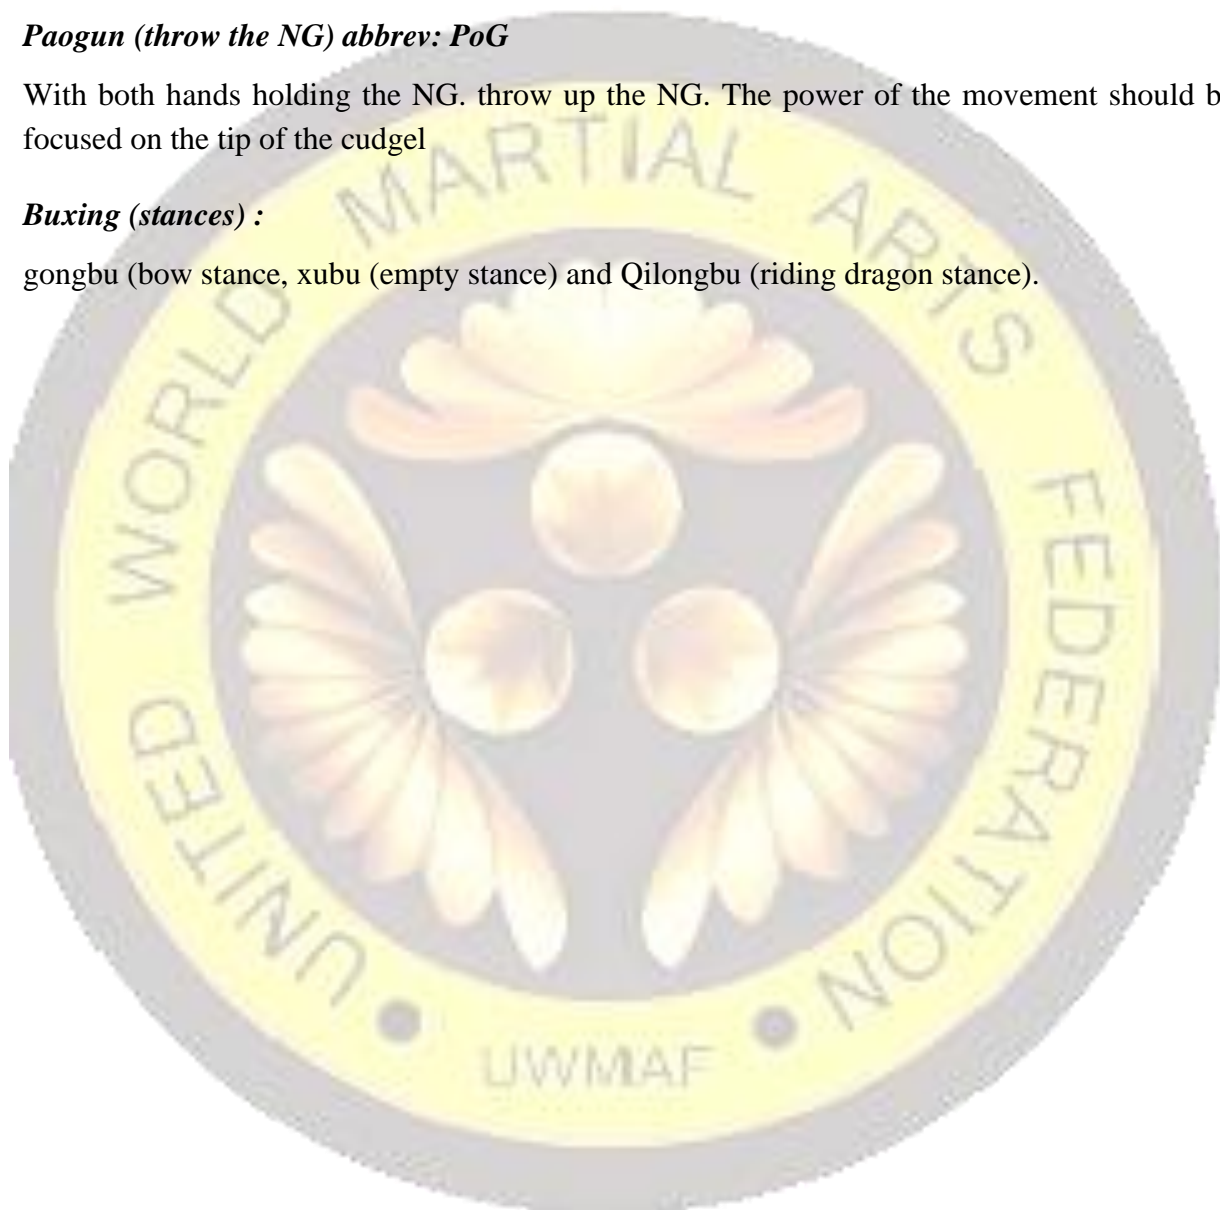 Paogun (throw the NG) abbrev: PoG
With both hands holding the NG. throw up the NG. The power of the movement should b
focused on the tip of the cudgel
Buxing (stances) :
gongbu (bow stance, xubu (empty stance) and Qilongbu (riding dragon stance).
UNITED WORLD MARTIAL ARTS FEDERATION
UWMAF